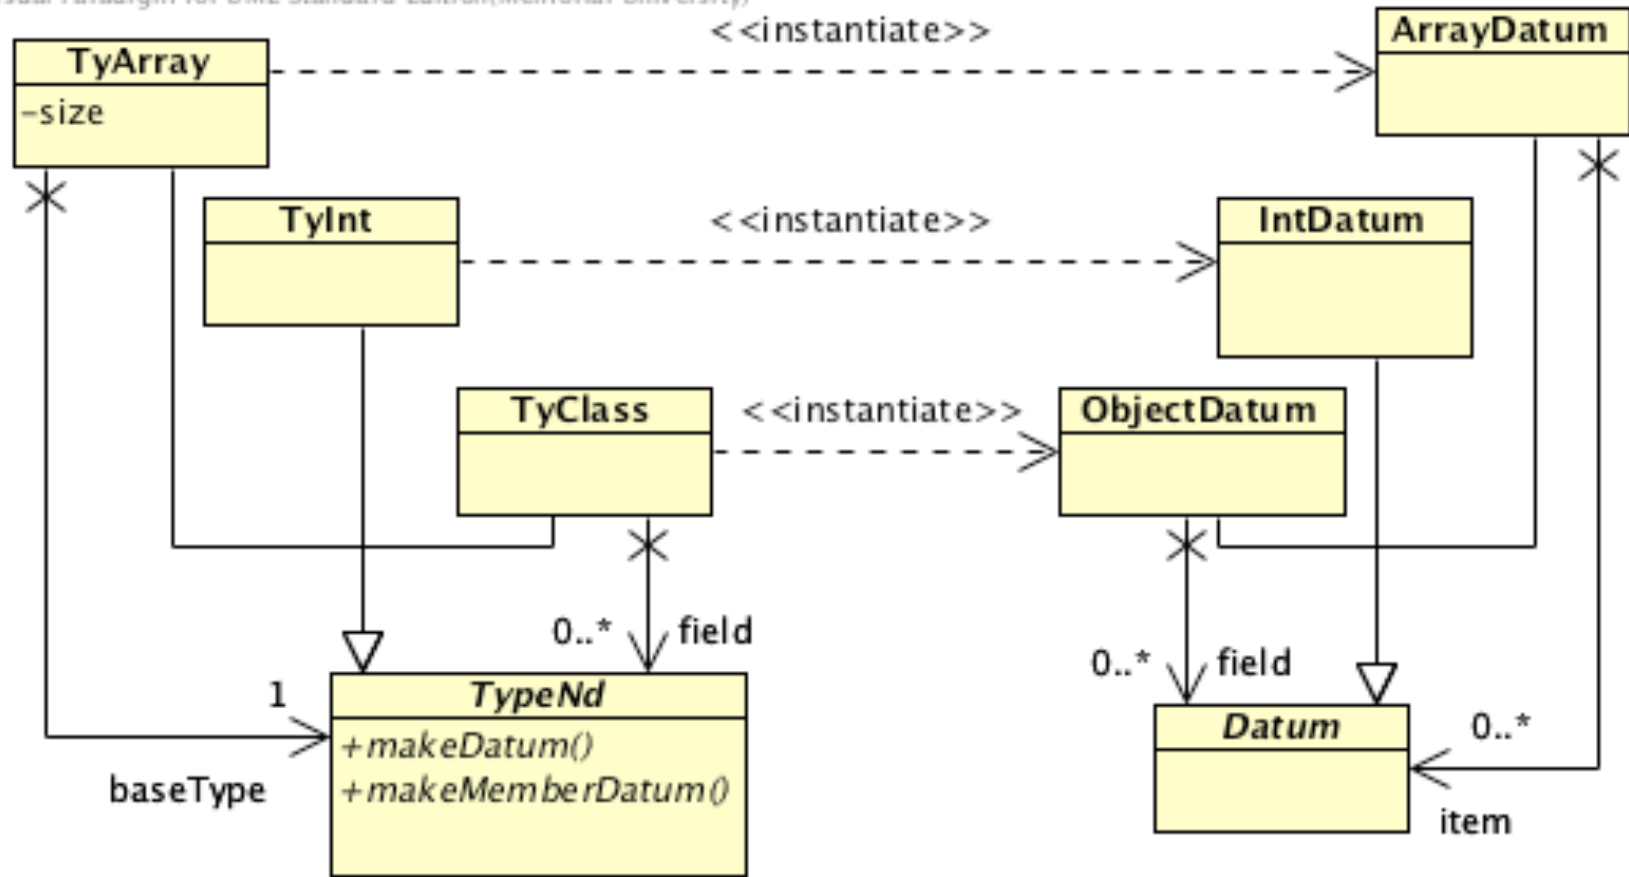 <<instantiate>>
ArrayDatum
TyArray
-size
TyInt
<<instantiate>>
IntDatum
TyClass
<<instantiate>>
ObjectDatum
0..*
field
0..*
field
1
TypeNd
Datum
0..*
+makeDatum()
baseType
+makeMemberDatum()
item